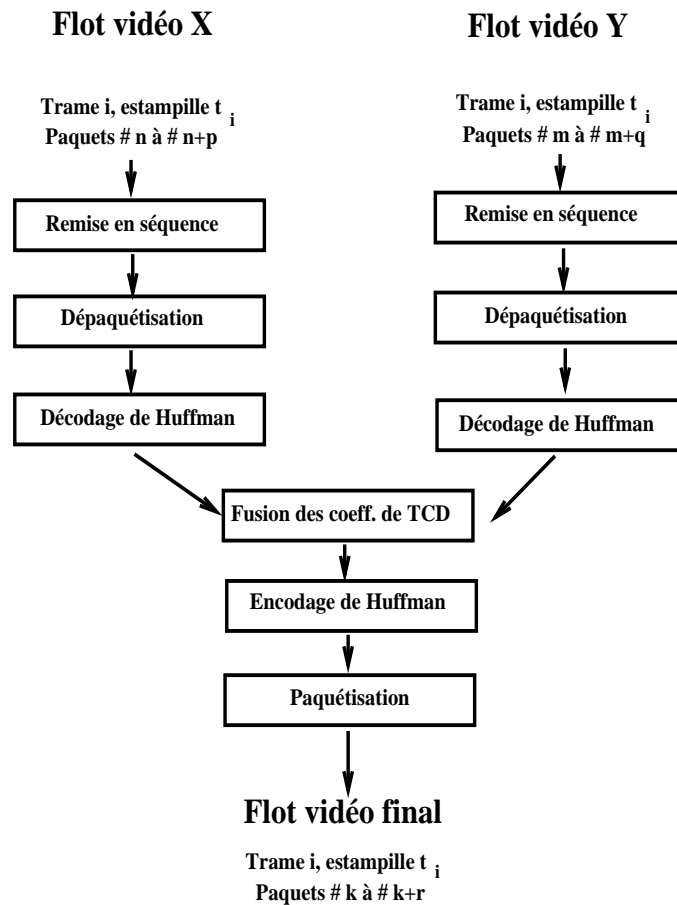 Flot vidéo X
Trame i, estampille t i
Paquets # n à # n+p
Remise en séquence
Dépaquétisation
Décodage de Huffman
Flot vidéo Y
Trame i, estampille t i
Paquets # m à # m+q
Remise en séquence
Dépaquétisation
Décodage de Huffman
Fusion des coeff. de TCD
Encodage de Huffman
Paquétisation
Flot vidéo final
Trame i, estampille t i
Paquets # k à # k+r